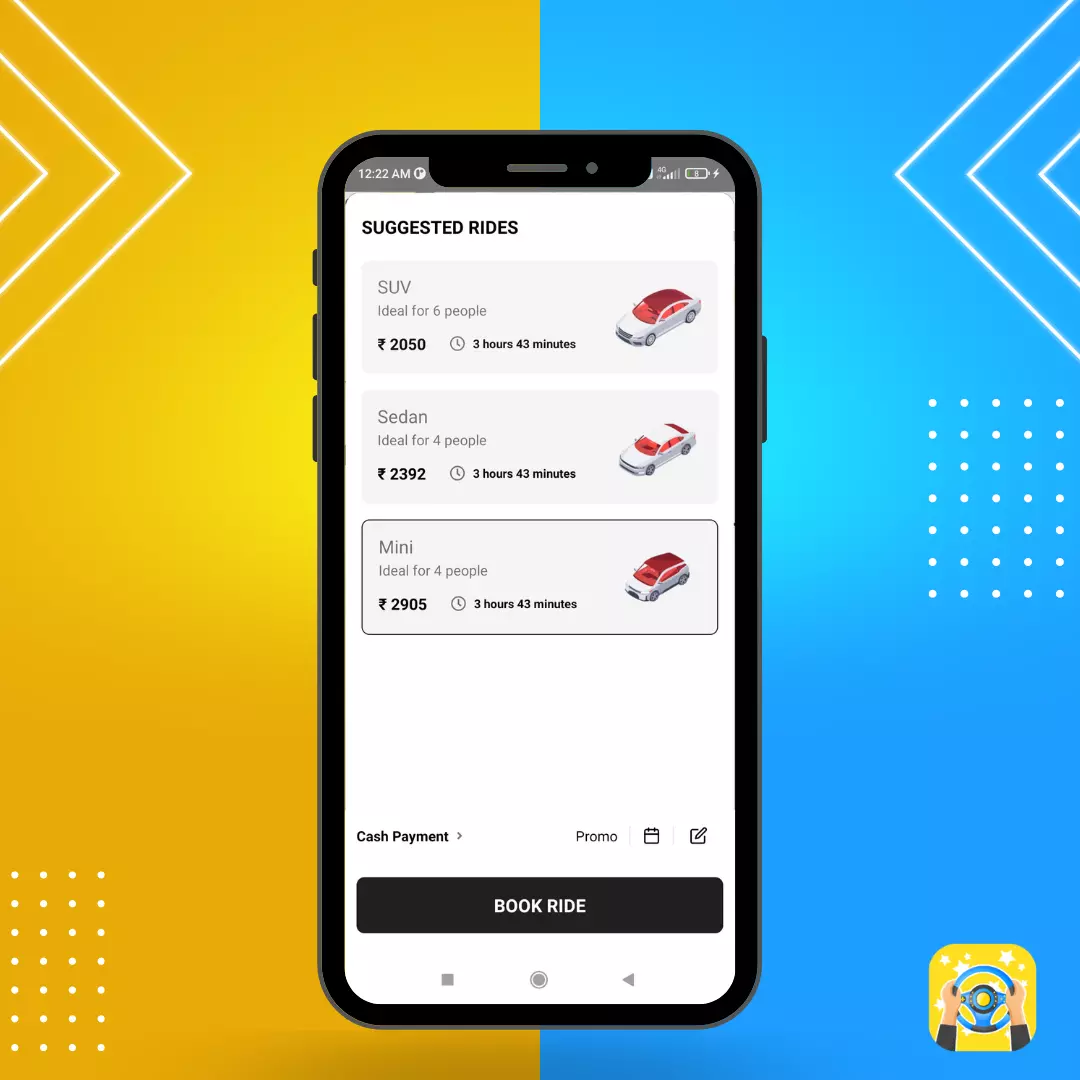 12:22 AM
4G
8
SUGGESTED RIDES
SUV
Ideal for 6 people
₹ 2050 3 hours 43 minutes
Sedan
Ideal for 4 people
₹ 2392 3 hours 43 minutes
Mini
Ideal for 4 people
₹ 2905 3 hours 43 minutes
Cash Payment >
Promo
BOOK RIDE